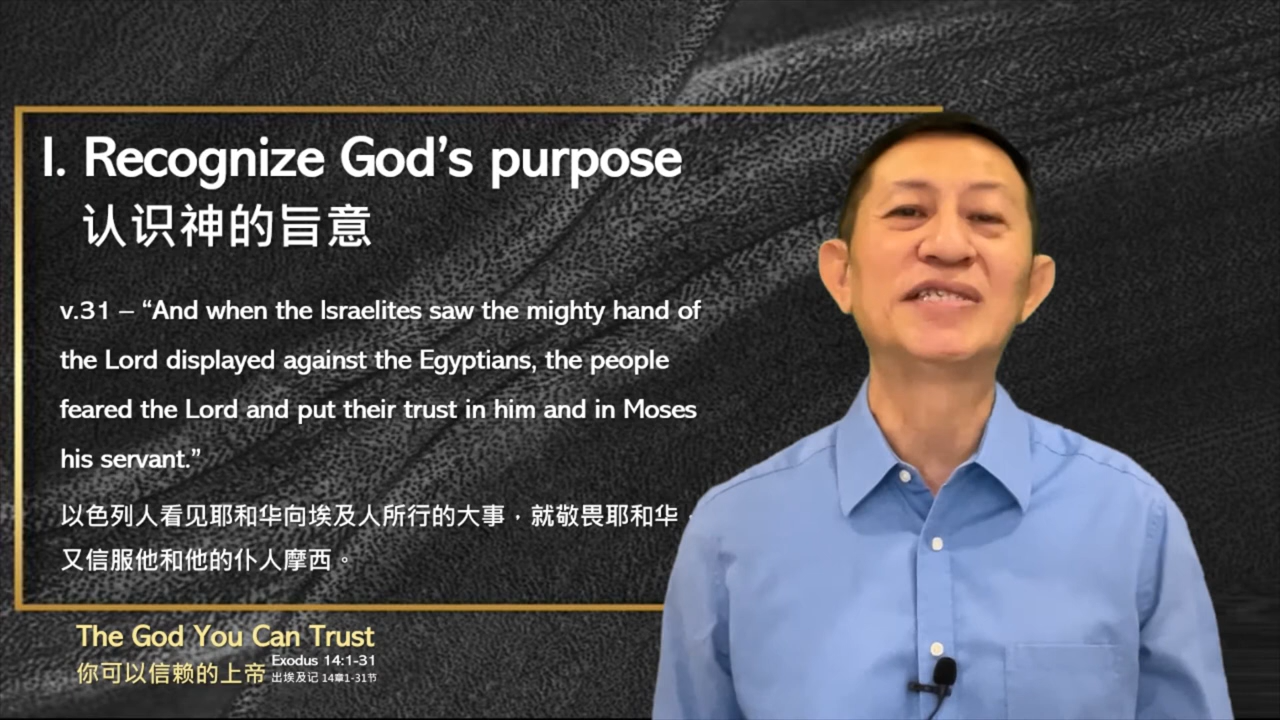 I. Recognize God’s purpose
认识神的旨意
v.31 – “And when the Israelites saw the mighty hand of
the Lord displayed against the Egyptians, the people
feared the Lord and put their trust in him and in Moses
his servant.”
以色列人看见耶和华向埃及人所行的大事，就敬畏耶和华，
又信服他和他的仆人摩西。
The God You Can Trust
你可以信赖的上帝
Exodus 14:1-31
出埃及记 14章1-31节